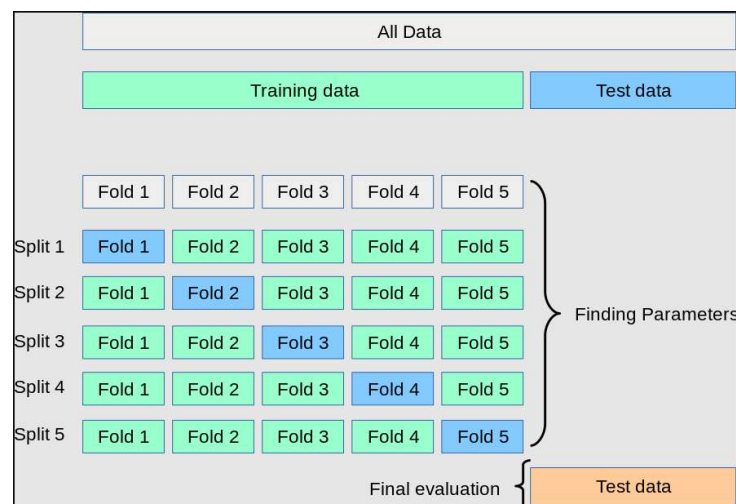 All Data
Training data Test data
Fold 1 Fold 2 Fold 3 Fold 4 Fold 5
Split 1 Fold 1 Fold 2 Fold 3 Fold 4 Fold 5
Split 2 Fold 1 Fold 2 Fold 3 Fold 4 Fold 5
Finding Parameters
Split 3 Fold 1 Fold 2 Fold 3 Fold 4 Fold 5
Split 4 Fold 1 Fold 2 Fold 3 Fold 4 Fold 5
Split 5 Fold 1 Fold 2 Fold 3 Fold 4 Fold 5
Final evaluation Test data